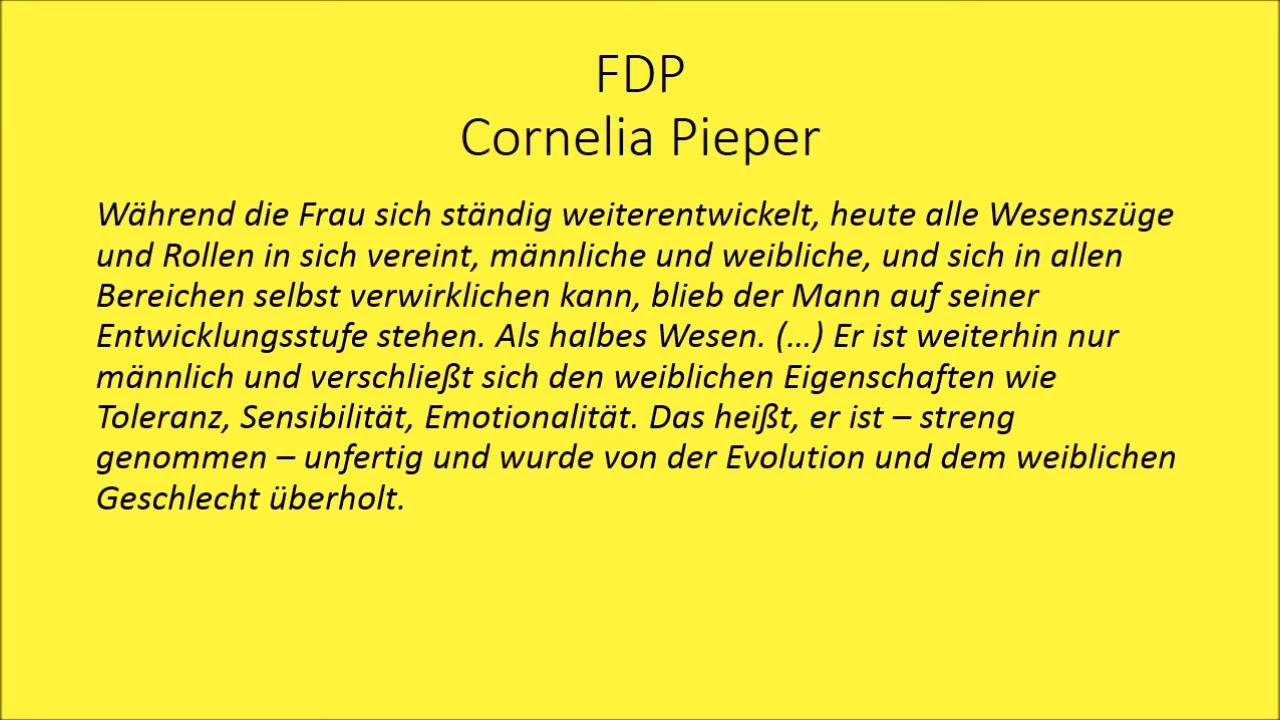 FDP
Cornelia Pieper
Während die Frau sich ständig weiterentwickelt, heute alle Wesenszüge
und Rollen in sich vereint, männliche und weibliche, und sich in allen
Bereichen selbst verwirklichen kann, blieb der Mann auf seiner
Entwicklungsstufe stehen. Als halbes Wesen. (…) Er ist weiterhin nur
männlich und verschließt sich den weiblichen Eigenschaften wie
Toleranz, Sensibilität, Emotionalität. Das heißt, er ist – streng
genommen – unfertig und wurde von der Evolution und dem weiblichen
Geschlecht überholt.